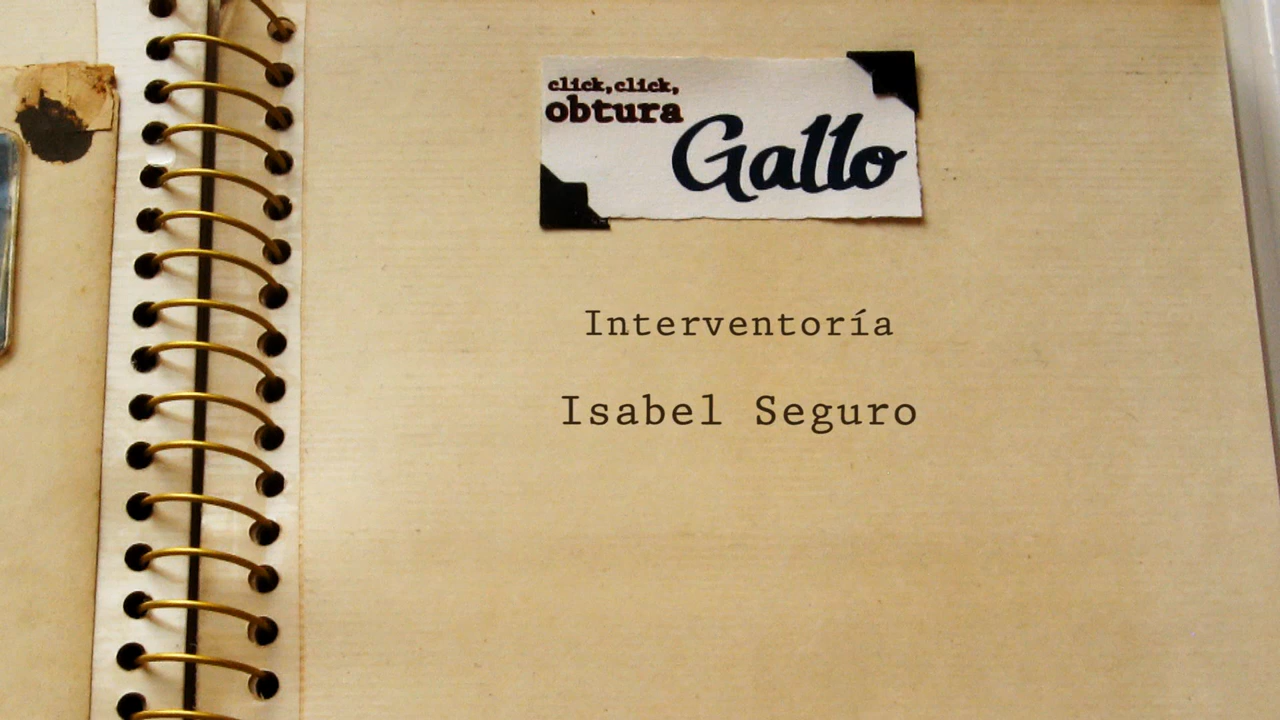 click,click,
obtura
Gallo
Interventoría
Isabel Seguro